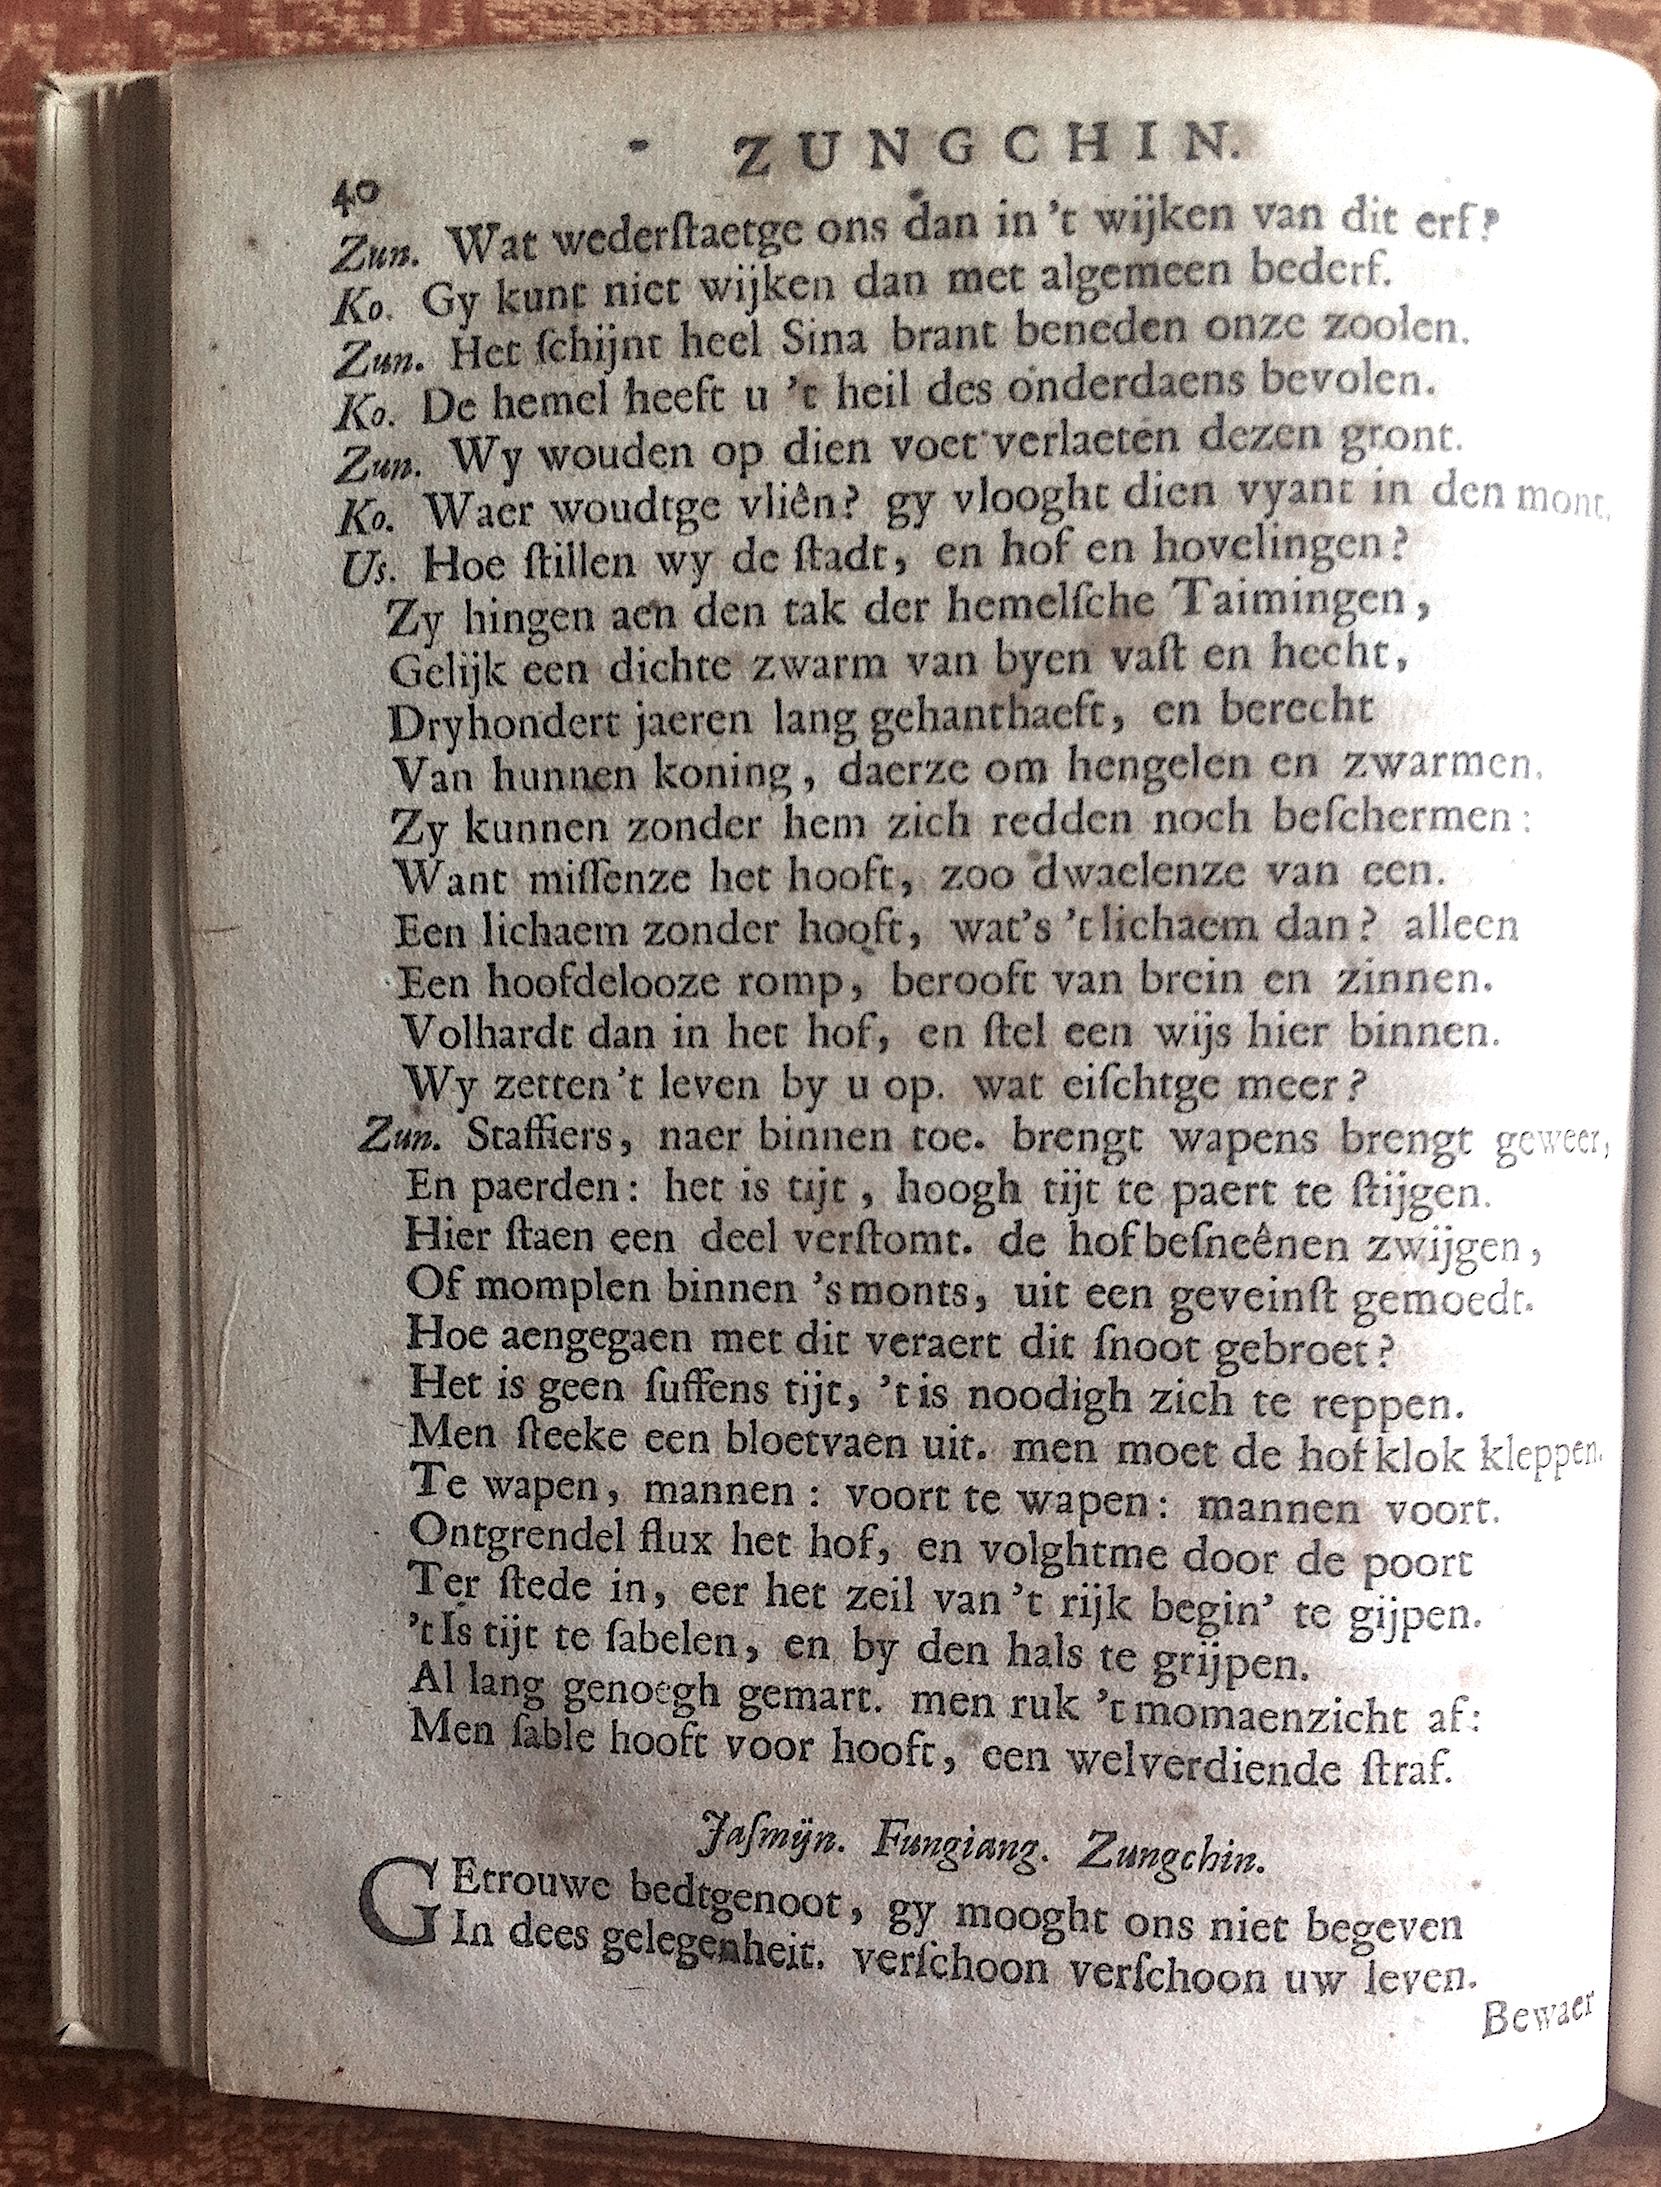 ZUNGCHIN.
40
Zun. Wat wederſtaetge ons dan in 't wijken van dit erf?
Ko. Gy kunt niet wijken dan met algemeen bederf.
Zun. Het ſchijnt heel Sina brant beneden onze zoolen.
Ko. De hemel heeft u 't heil des onderdaens bevolen.
Zun. Wy wouden op dien voet verlaeten dezen gront.
Ko. Waer woudtge vliên? gy vlooght dien vyant in den mont.
Us. Hoe ſtillen wy de ſtadt, en hof en hovelingen?
Zy hingen aen den tak der hemelſche Taimingen,
Gelijk een dichte zwarm van byen vaſt en hecht,
Dryhondert jaeren lang gehanthaeft, en berecht
Van hunnen koning, daerze om hengelen en zwarmen.
Zy kunnen zonder hem zich redden noch beſchermen:
Want miſſenze het hooft, zoo dwaelenze van een.
Een lichaem zonder hooft, wat's 't lichaem dan? alleen
Een hoofdelooze romp, berooft van brein en zinnen.
Volhardt dan in het hof, en ſtel een wijs hier binnen.
Wy zetten 't leven by u op. wat eiſchtge meer?
Zun. Staffiers, naer binnen toe. brengt wapens brengt geweer,
En paerden: het is tijt, hoogh tijt te paert te ſtijgen.
Hier ſtaen een deel verſtomt. de hofbeſneênen zwijgen,
Of momplen binnen 's monts, uit een geveinſt gemoedt.
Hoe aengegaen met dit veraert dit ſnoot gebroet?
Het is geen ſuffens tijt, 't is noodigh zich te reppen.
Men ſteeke een bloetvaen uit. men moet de hofklok kleppen.
Te wapen, mannen: voort te wapen: mannen voort.
Ontgrendel flux het hof, en volghtme door de poort
Ter ſtede in, eer het zeil van 't rijk begin' te gijpen.
't Is tijt te ſabelen, en by den hals te grijpen.
Al lang genoegh gemart. men ruk 't momaenzicht af:
Men ſable hooft voor hooft, een welverdiende ſtraf.
Jaſmijn. Fungiang. Zungchin.
GEtrouwe bedtgenoot, gy mooght ons niet begeven
In dees gelegenheit. verſchoon verſchoon uw leven.
Bewaer